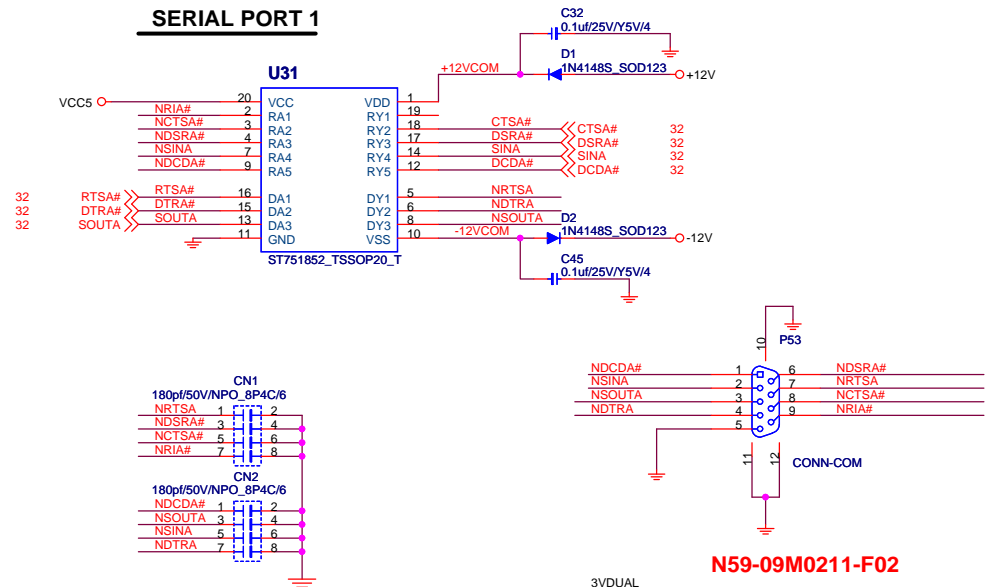 SERIAL PORT 1
C32
0.1uf/25V/Y5V/4
D1
1N4148S_SOD123
+12VCOM
+12V
U31
VCC5
20 VCC VDD 1
NRIA# 2 RA1 RY1 19
NCTSA# 3 RA2 RY2 18 CTSA# CTSA# 32
NDSRA# 4 RA3 RY3 17 DSRA# DSRA# 32
NSINA 7 RA4 RY4 14 SINA SINA 32
NDCDA# 9 RA5 RY5 12 DCDA# DCDA# 32
32 RTSA# RTSA# 16 DA1 DY1 5 NRTSA
32 DTRA# DTRA# 15 DA2 DY2 6 NDTRA
32 SOUTA SOUTA 13 DA3 DY3 8 NSOUTA
11 GND VSS 10 -12VCOM
ST751852_TSSOP20_T
D2
1N4148S_SOD123
-12V
C45
0.1uf/25V/Y5V/4
CN1
180pf/50V/NPO_8P4C/6
NRTSA 1 2
NDSRA# 3 4
NCTSA# 5 6
NRIA# 7 8
CN2
180pf/50V/NPO_8P4C/6
NDCDA# 1 2
NSOUTA 3 4
NSINA 5 6
NDTRA 7 8
10
P53
NDCDA# 1 6 NDSRA#
NSINA 2 7 NRTSA
NSOUTA 3 8 NCTSA#
NDTRA 4 9 NRIA#
5
11 12
CONN-COM
N59-09M0211-F02
3VDUAL